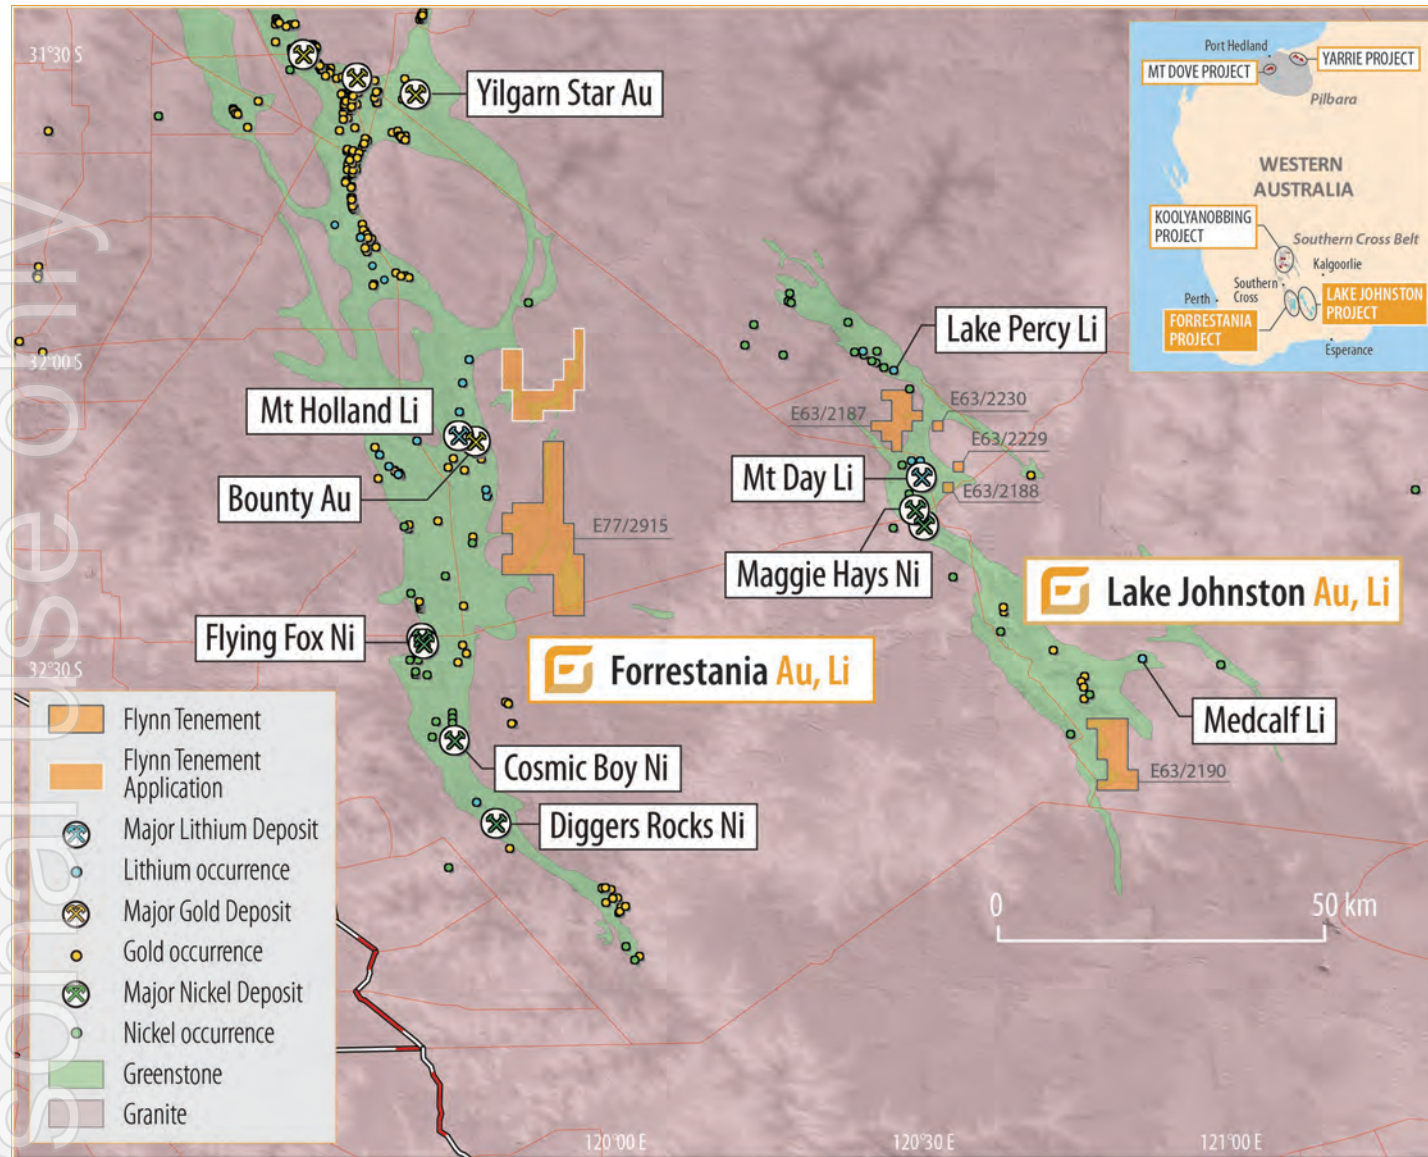 31°30 S
Yilgarn Star Au
Port Hedland
MT DOVE PROJECT
YARRIE PROJECT
Pilbara
WESTERN
AUSTRALIA
KOOLYANOBBING
PROJECT
Southern Cross Belt
Kalgoorlie
Southern
Cross
Perth
LAKE JOHNSTON
PROJECT
FORRESTANIA
PROJECT
Esperance
Lake Percy Li
32°00 S
Mt Holland Li
E63/2187
E63/2230
E63/2229
Mt Day Li
E63/2188
Bounty Au
E77/2915
Maggie Hays Ni
Lake Johnston Au, Li
Flying Fox Ni
Forrestania Au, Li
32°30 S
Medcalf Li
Cosmic Boy Ni
E63/2190
Diggers Rocks Ni
Flynn Tenement
Flynn Tenement
Application
Major Lithium Deposit
Lithium occurrence
Major Gold Deposit
Gold occurrence
Major Nickel Deposit
Nickel occurrence
Greenstone
Granite
0 50 km
120°00 E
120°30 E
121°00 E
sonal use only